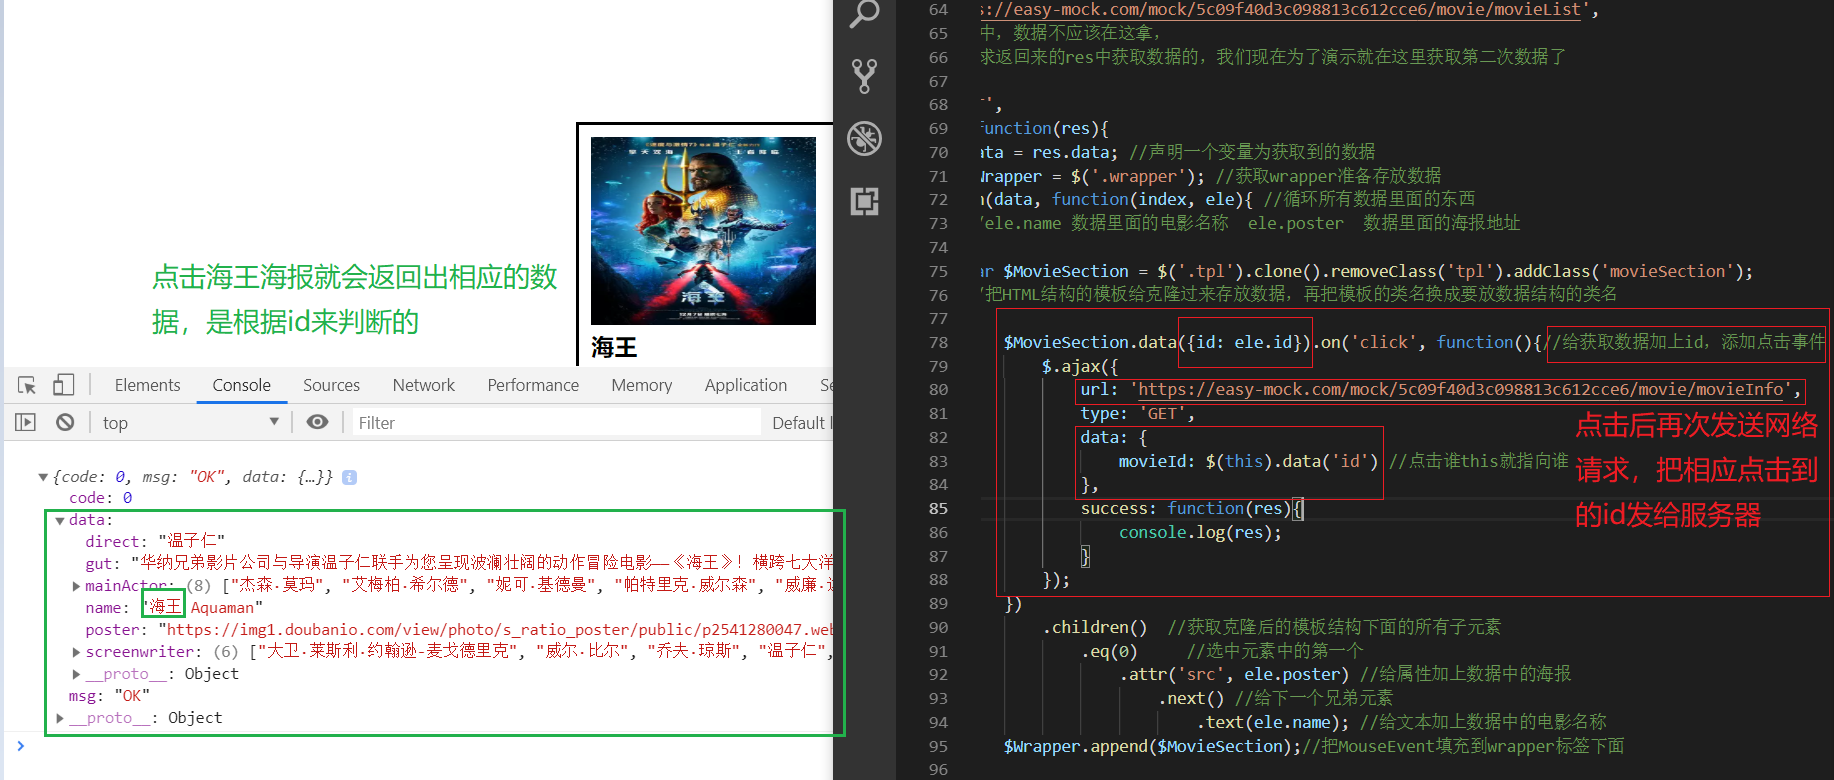 海王
点击海王海报就会返回出相应的数
据，是根据id来判断的
Elements Console Sources Network Performance Memory Application Se
top Filter Default l
{code: 0, msg: "OK", data: {…}}
code: 0
data:
direct: "温子仁"
gut: "华纳兄弟影片公司与导演温子仁联手为您呈现波澜壮阔的动作冒险电影——《海王》！横跨七大洋
mainActor: (8) ["杰森·莫玛", "艾梅柏·希尔德", "妮可·基德曼", "帕特里克·威尔森", "威廉·
name: "海王 Aquaman"
poster: "https://img1.doubanio.com/view/photo/s_ratio_poster/public/p2541280047.web
screenwriter: (6) ["大卫·莱斯利·约翰逊-麦戈德里克", "威尔·比尔", "乔夫·琼斯", "温子仁",
__proto__: Object
msg: "OK"
__proto__: Object
64 s://easy-mock.com/mock/5c09f40d3c098813c612cce6/movie/movieList',
65 中，数据不应该在这拿，
66 求返回来的res中获取数据的，我们现在为了演示就在这里获取第二次数据了
67
68 ',
69 function(res){
70 ata = res.data; //声明一个变量为获取到的数据
71 Wrapper = $('.wrapper'); //获取wrapper准备存放数据
72 h(data, function(index, ele){ //循环所有数据里面的东西
73 /ele.name 数据里面的电影名称 ele.poster 数据里面的海报地址
74
75 ar $MovieSection = $('.tpl').clone().removeClass('tpl').addClass('movieSection');
76 /把HTML结构的模板给克隆过来存放数据，再把模板的类名换成要放数据结构的类名
77
78 $MovieSection.data({id: ele.id}).on('click', function(){//给获取数据加上id，添加点击事件
79 $.ajax({
80 url: 'https://easy-mock.com/mock/5c09f40d3c098813c612cce6/movie/movieInfo',
81 type: 'GET',
82 data: {
83 movieId: $(this).data('id') //点击谁this就指向谁
84 },
85 success: function(res){
86 console.log(res);
87 }
88 });
89 })
90 .children() //获取克隆后的模板结构下面的所有子元素
91 .eq(0) //选中元素中的第一个
92 .attr('src', ele.poster) //给属性加上数据中的海报
93 .next() //给下一个兄弟元素
94 .text(ele.name); //给文本加上数据中的电影名称
95 $Wrapper.append($MovieSection);//把MouseEvent填充到wrapper标签下面
96
点击后再次发送网络
请求，把相应点击到
的id发给服务器